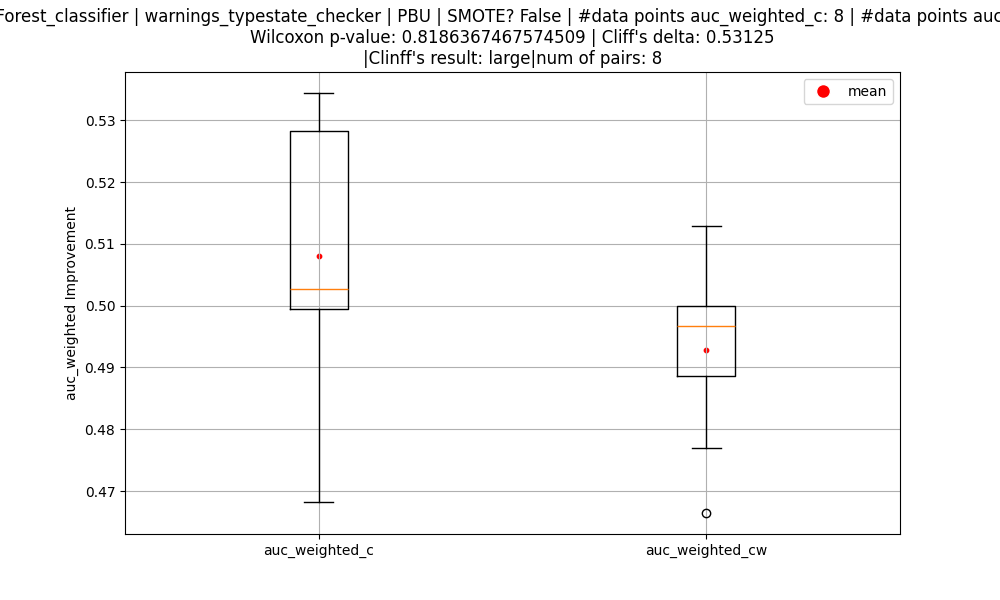 Forest_classifier | warnings_typestate_checker | PBU | SMOTE? False | #data points auc_weighted_c: 8 | #data points auc
Wilcoxon p-value: 0.8186367467574509 | Cliff's delta: 0.53125
|Clinff's result: large|num of pairs: 8
mean
0.53
0.52
0.51
0.50
0.49
0.48
0.47
auc_weighted Improvement
auc_weighted_c
auc_weighted_cw